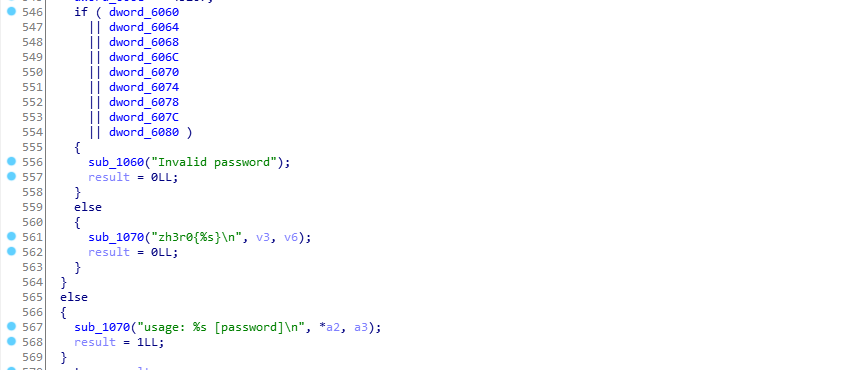 546 if ( dword_6060
547 || dword_6064
548 || dword_6068
549 || dword_606C
550 || dword_6070
551 || dword_6074
552 || dword_6078
553 || dword_607C
554 || dword_6080 )
555 {
556 sub_1060("Invalid password");
557 result = 0LL;
558 }
559 else
560 {
561 sub_1070("zh3r0{%s}\n", v3, v6);
562 result = 0LL;
563 }
564 }
565 else
566 {
567 sub_1070("usage: %s [password]\n", *a2, a3);
568 result = 1LL;
569 }